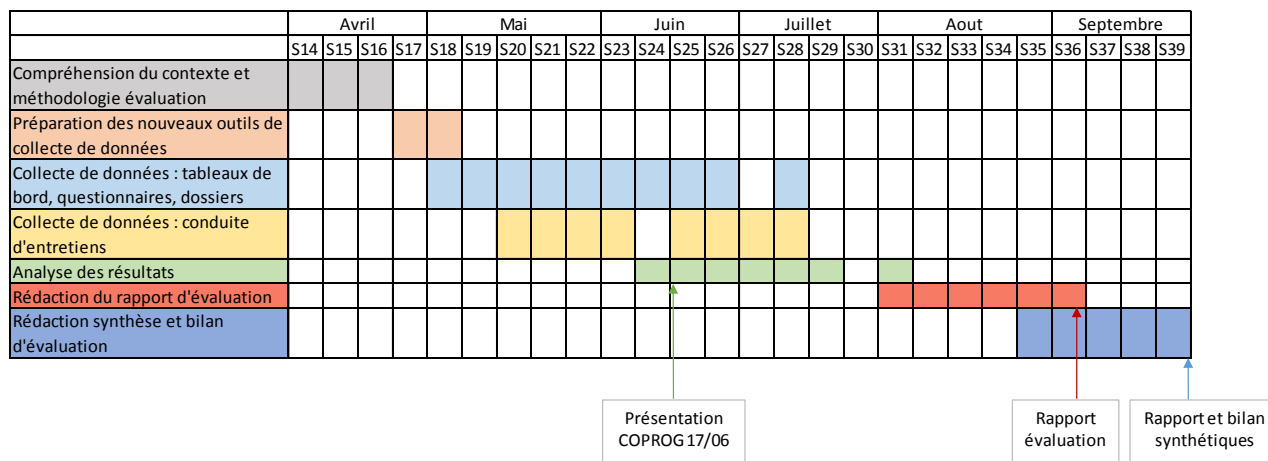 Avril Mai Juin Juillet Aout Septembre
S14 S15 S16 S17 S18 S19 S20 S21 S22 S23 S24 S25 S26 S27 S28 S29 S30 S31 S32 S33 S34 S35 S36 S37 S38 S39
Compréhension du contexte et
méthodologie évaluation
Préparation des nouveaux outils de
collecte de données
Collecte de données : tableaux de
bord, questionnaires, dossiers
Collecte de données : conduite
d'entretiens
Analyse des résultats
Rédaction du rapport d'évaluation
Rédaction synthèse et bilan
d'évaluation
Présentation
COPROG 17/06
Rapport
évaluation
Rapport et bilan
synthétiques